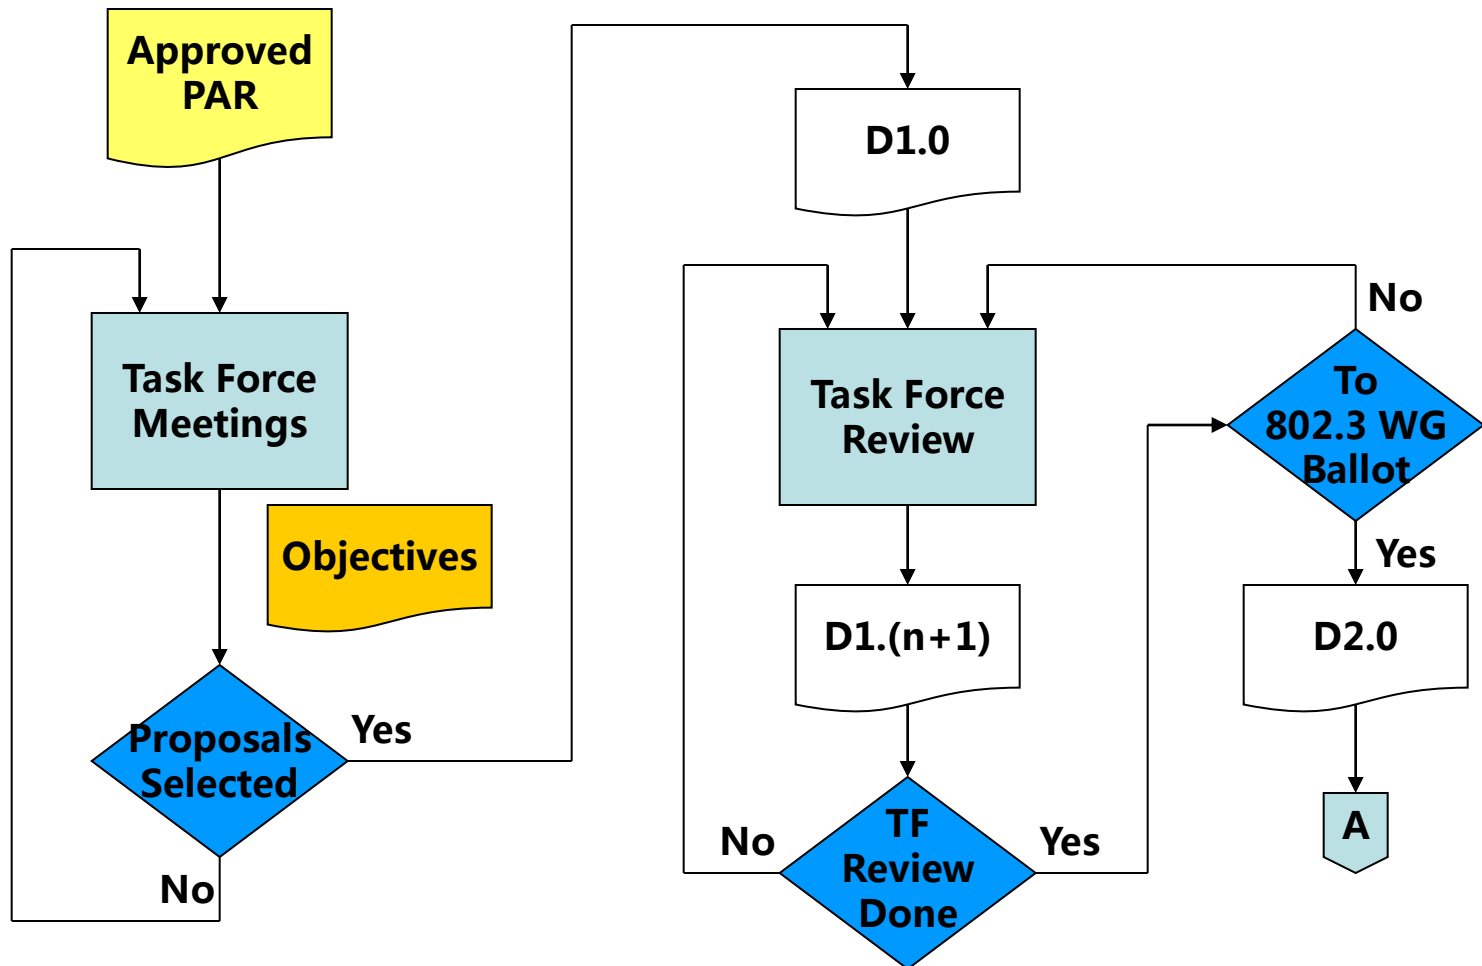 Approved
PAR
Task Force
Meetings
Objectives
Proposals
Selected
Yes
No
D1.0
Task Force
Review
D1.(n+1)
TF
Review
Done
No
Yes
To
802.3 WG
Ballot
No
Yes
D2.0
A